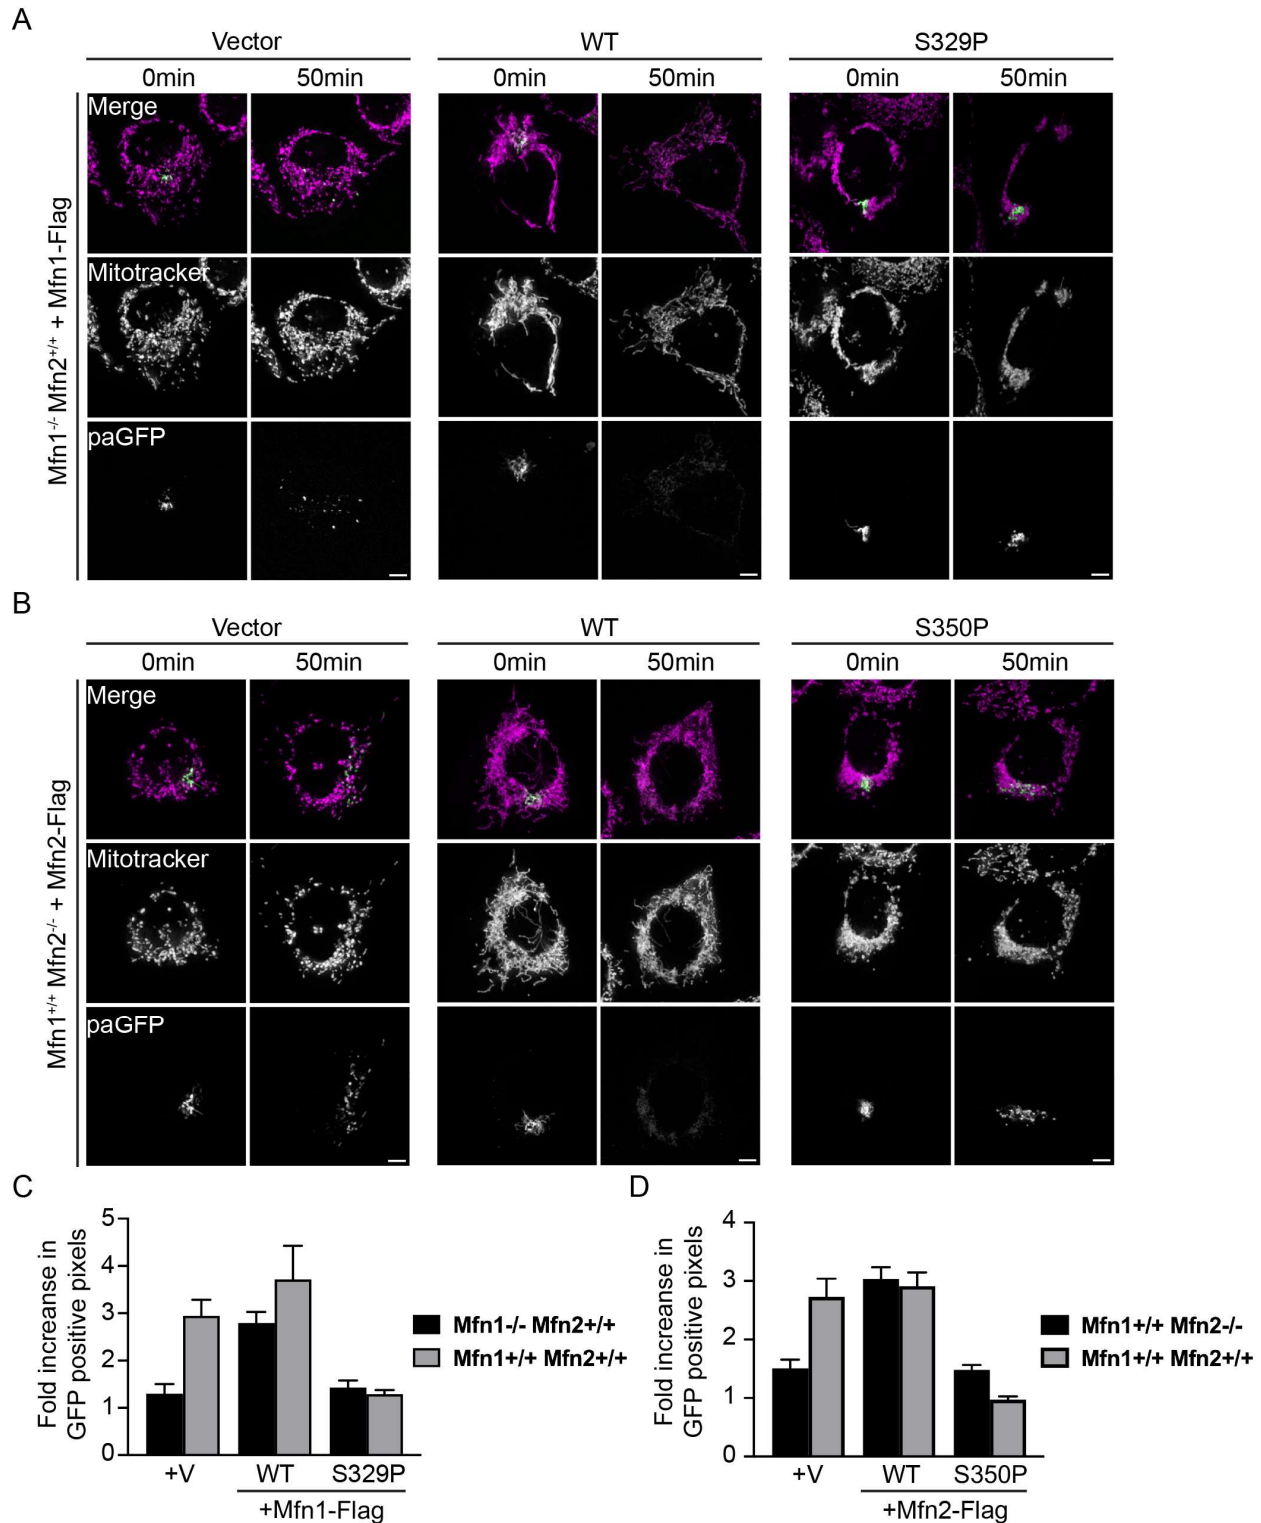 A
Vector WT S329P
0min 50min 0min 50min 0min 50min
Merge
Mitotracker
paGFP
Mfn1-/- Mfn2+/+ + Mfn1-Flag
B
Vector WT S350P
0min 50min 0min 50min 0min 50min
Merge
Mitotracker
paGFP
Mfn1+/+ Mfn2-/- + Mfn2-Flag
C
Fold increanse in
GFP positive pixels
5
4
3
2
1
0
+V WT S329P
+Mfn1-Flag
Mfn1-/- Mfn2+/+
Mfn1+/+ Mfn2+/+
D
Fold increanse in
GFP positive pixels
4
3
2
1
0
+V WT S350P
+Mfn2-Flag
Mfn1+/+ Mfn2-/-
Mfn1+/+ Mfn2+/+